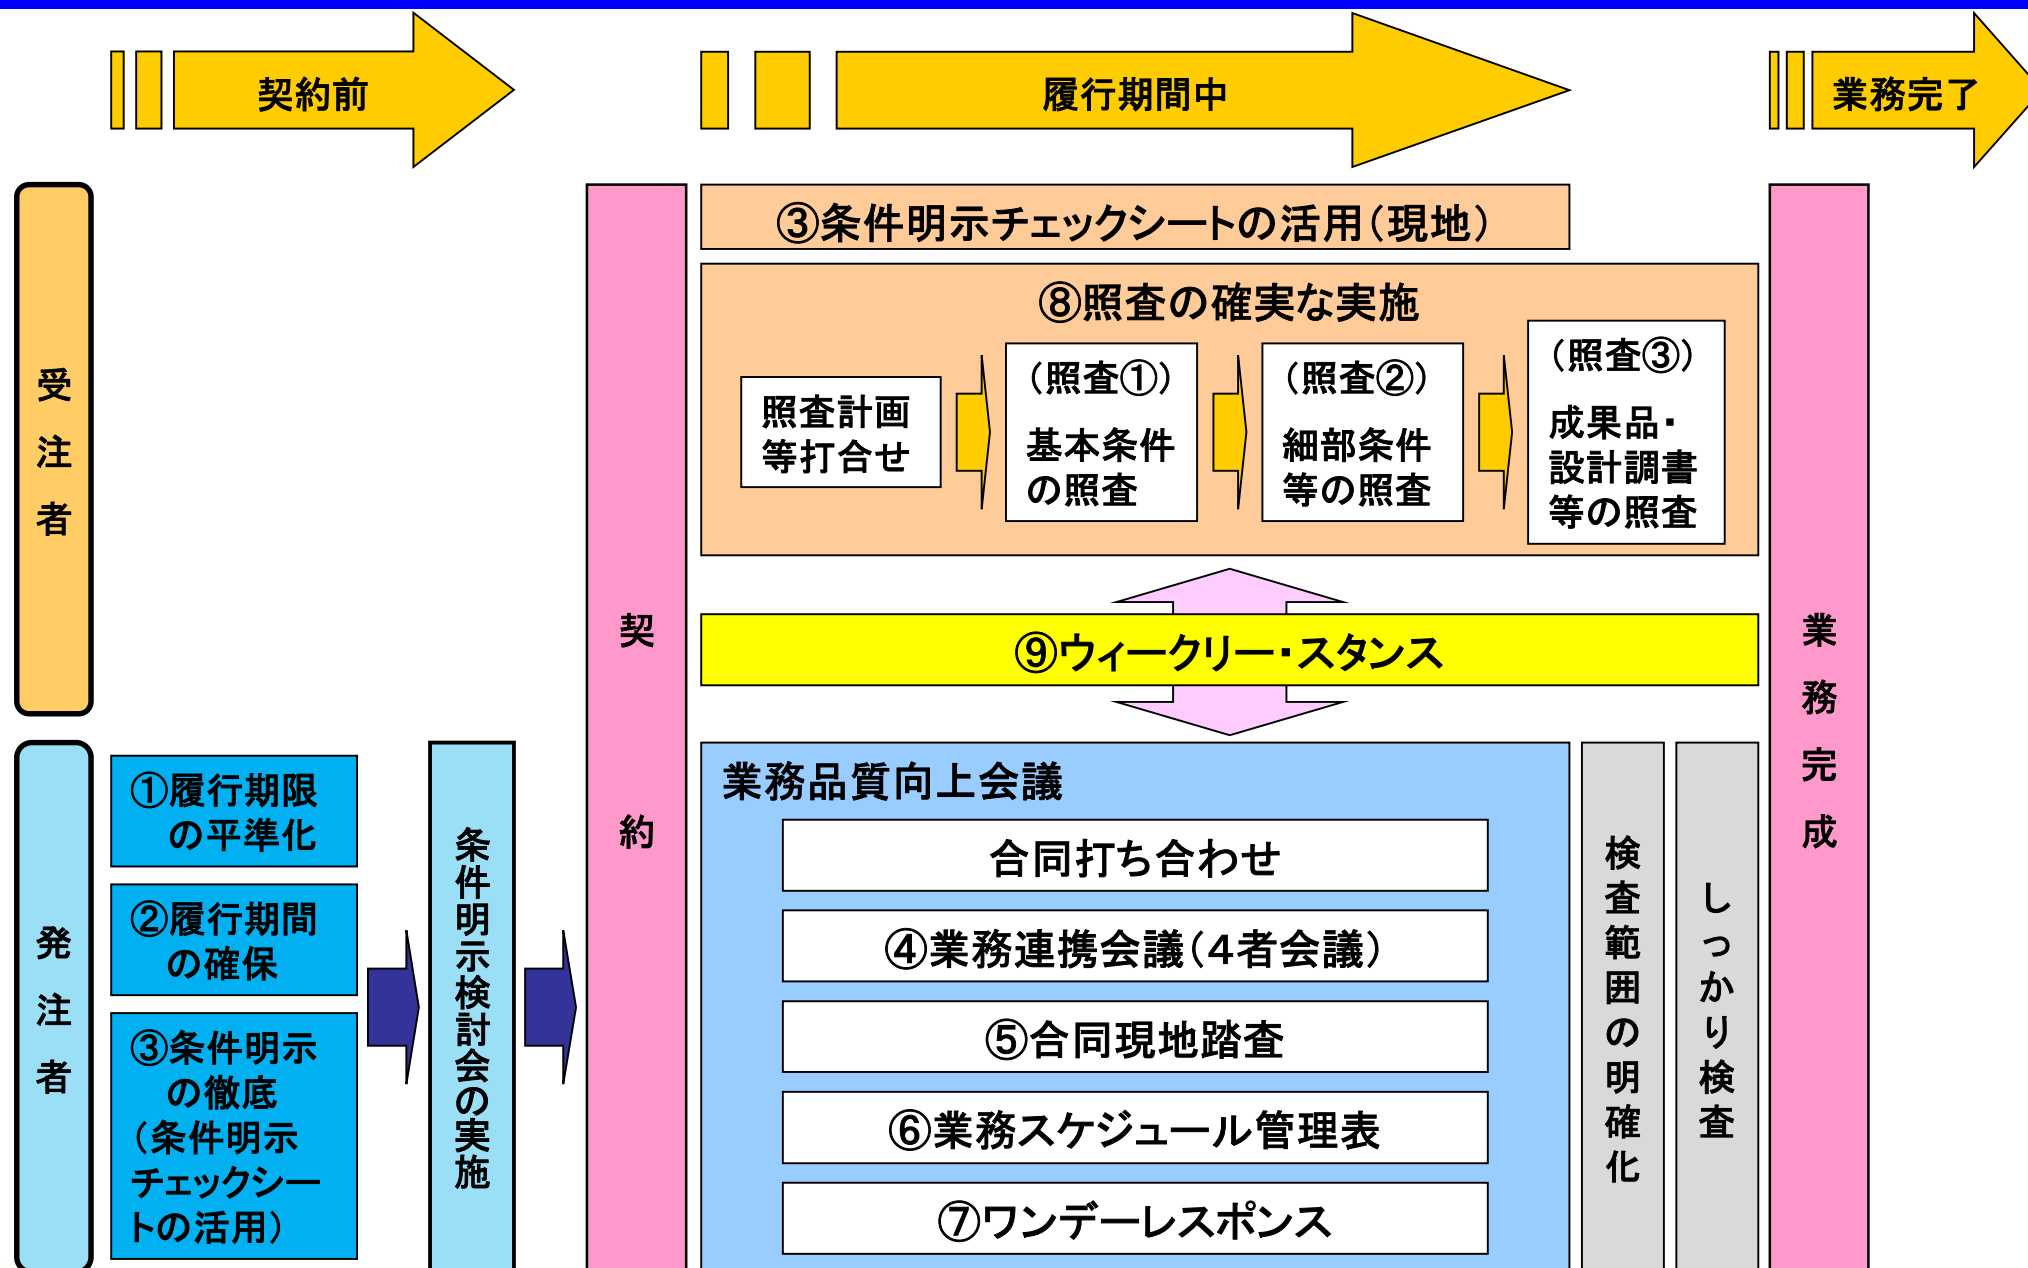 契約前
履行期間中
業務完了
受注者
③条件明示チェックシートの活用（現地）
⑧照査の確実な実施
照査計画
等打合せ
（照査①）
基本条件
の照査
（照査②）
細部条件
等の照査
（照査③）
成果品・
設計調書
等の照査
契約
⑨ウィークリー・スタンス
業務完成
発注者
①履行期限
の平準化
②履行期間
の確保
③条件明示
の徹底
（条件明示
チェックシー
トの活用）
条件明示検討会の実施
業務品質向上会議
合同打ち合わせ
④業務連携会議（４者会議）
⑤合同現地踏査
⑥業務スケジュール管理表
⑦ワンデーレスポンス
検査範囲の明確化
しっかり検査